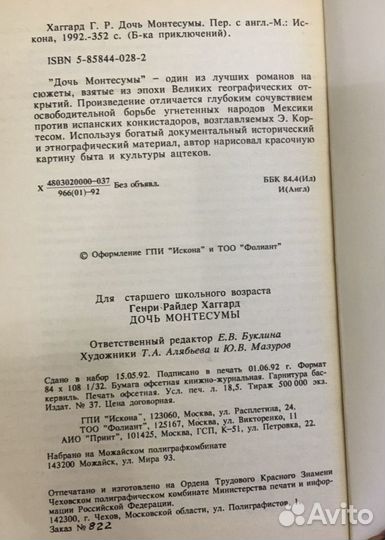 Хаггард Г. Р. Дочь Монтесумы. Пер. с англ.-М.: Ис-
кона, 1992.-352 с. (Б-ка приключений).
ISBN 5-85844-028-2
"Дочь Монтесумы" – один из лучших романов на
сюжеты, взятые из эпохи Великих географических от-
крытий. Произведение отличается глубоким сочувствием
освободительной борьбе угнетенных народов Мексики
против испанских конкистадоров, возглавляемых Э. Кор-
тесом. Используя богатый документальный исторический
и этнографический материал, автор нарисовал красочную
картину быта и культуры ацтеков.
Х 4803020000-037
966(01)-92 Без объявл.
ББК 84.4(Ил)
И(Англ)
© Оформление ГПИ "Искона" и ТОО "Фолиант".
Для старшего школьного возраста
Генри Райдер Хаггард
ДОЧЬ МОНТЕСУМЫ
Ответственный редактор Е.В. Буклина
Художники Т.А. Алябьева и Ю.В. Мазуров
Сдано в набор 15.05.92. Подписано в печать 01.06.92 г. Формат
84 х 108 1/32. Бумага офсетная книжно-журнальная. Гарнитура бас-
кервиль. Печать офсетная. Усл. печ. л. 18,5. Тираж 500 000 экз.
Издат. № 37. Цена договорная.
ГПИ "Искона", 123060, Москва, ул. Расплетина, 24.
ТОО "Фолиант", 125167, Москва, ул. Викторенко, 11
АИО "Принт", 101425, Москва, ГСП, К-51, ул. Петровка, 22.
Набрано на Можайском полиграфкомбинате
143200 Можайск, ул. Мира 93.
Отпечатано и изготовлено на Ордена Трудового Красного Знамени
Чеховском полиграфическом комбинате Министерства печати и инфор-
мации Российской Федерации.
142300, г. Чехов, Московской области, ул. Полиграфистов, 1
Заказ № 822
Avito